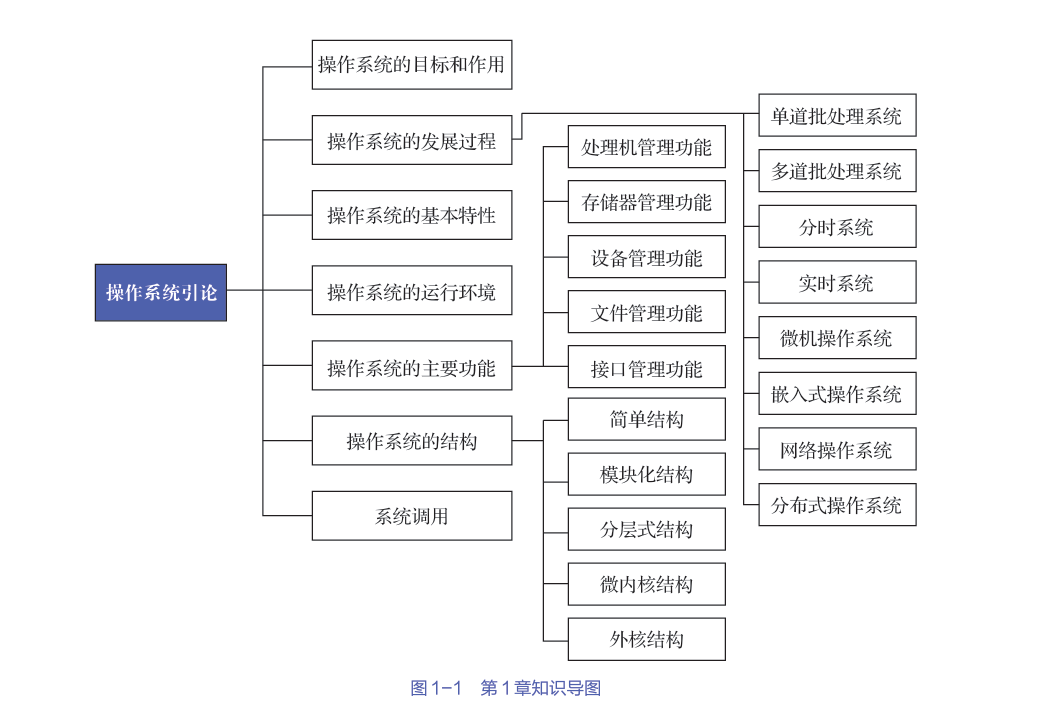 操作系统引论
操作系统的目标和作用
操作系统的发展过程
操作系统的基本特性
操作系统的运行环境
操作系统的主要功能
操作系统的结构
系统调用
处理机管理功能
存储器管理功能
设备管理功能
文件管理功能
接口管理功能
简单结构
模块化结构
分层式结构
微内核结构
外核结构
单道批处理系统
多道批处理系统
分时系统
实时系统
微机操作系统
嵌入式操作系统
网络操作系统
分布式操作系统
图 1-1 第 1 章知识导图